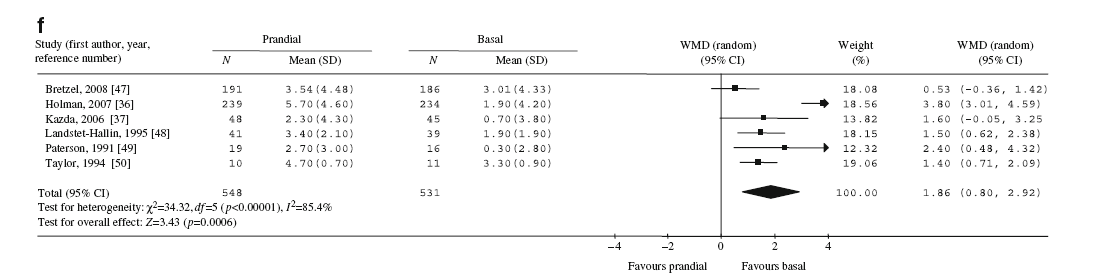 f
Study (first author, year, reference number) Prandial Basal WMD (random) Weight WMD (random)
N Mean (SD) N Mean (SD) (95% CI) (%) (95% CI)
Bretzel, 2008 [47] 191 3.54(4.48) 186 3.01(4.33) 18.08 0.53 (-0.36, 1.42)
Holman, 2007 [36] 239 5.70(4.60) 234 1.90(4.20) 18.56 3.80 (3.01, 4.59)
Kazda, 2006 [37] 48 2.30(4.30) 45 0.70(3.80) 13.82 1.60 (-0.05, 3.25
Landstet-Hallin, 1995 [48] 41 3.40(2.10) 39 1.90(1.90) 18.15 1.50 (0.62, 2.38)
Paterson, 1991 [49] 19 2.70(3.00) 16 0.30(2.80) 12.32 2.40 (0.48, 4.32)
Taylor, 1994 [50] 10 4.70(0.70) 11 3.30(0.90) 19.06 1.40 (0.71, 2.09)
Total (95% CI) 548 531 100.00 1.86 (0.80, 2.92)
Test for heterogeneity: χ²=34.32, df=5 (p<0.00001), I²=85.4%
Test for overall effect: Z=3.43 (p=0.0006)
−4 −2 0 2 4
Favours prandial Favours basal